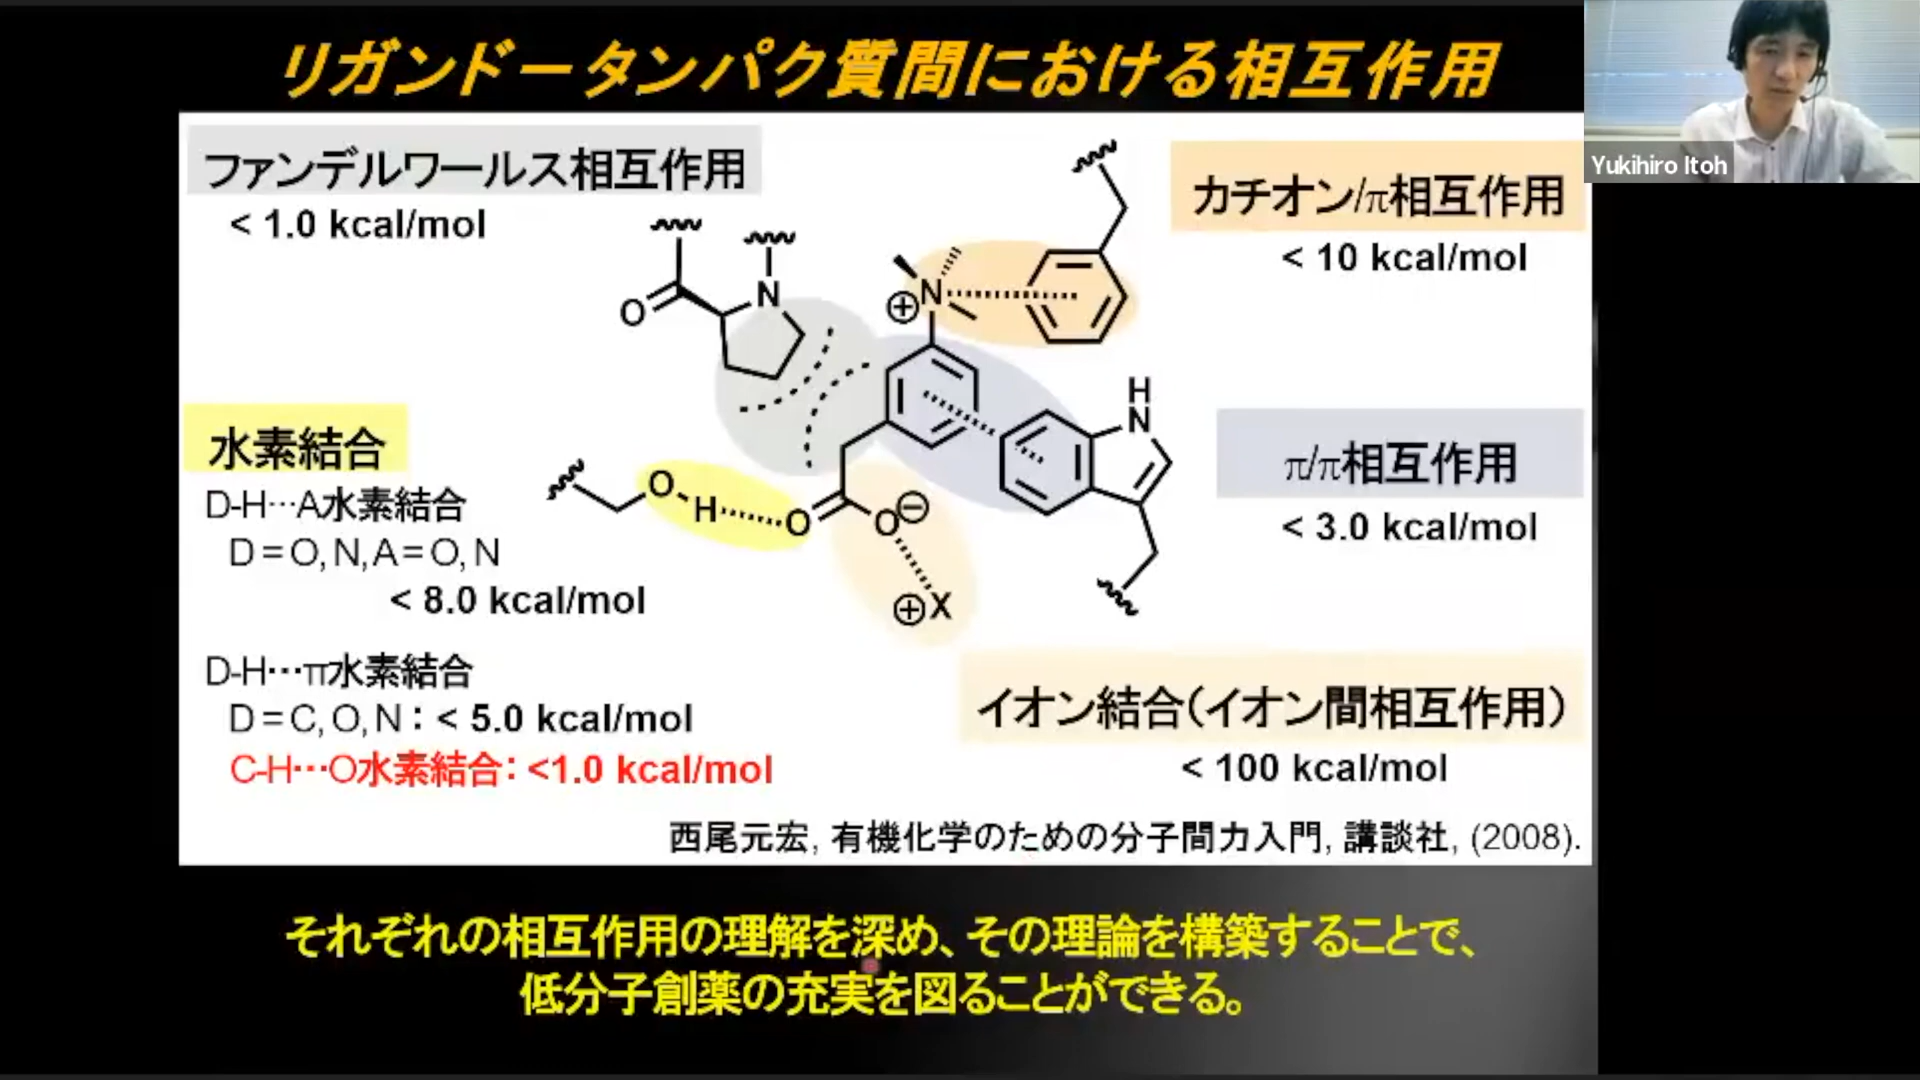 リガンドータンパク質間における相互作用
Yukihiro Itoh
ファンデルワールス相互作用
< 1.0 kcal/mol
カチオン/π相互作用
< 10 kcal/mol
O
N
N
⊕
水素結合
D-H…A水素結合
D=O, N, A=O, N
< 8.0 kcal/mol
O
H
O
O
⊖
⊕X
H
N
π/π相互作用
< 3.0 kcal/mol
D-H…π水素結合
D=C, O, N : < 5.0 kcal/mol
C-H…O水素結合: <1.0 kcal/mol
イオン結合(イオン間相互作用)
< 100 kcal/mol
西尾元宏, 有機化学のための分子間力入門, 講談社, (2008).
それぞれの相互作用の理解を深め、その理論を構築することで、
低分子創薬の充実を図ることができる。